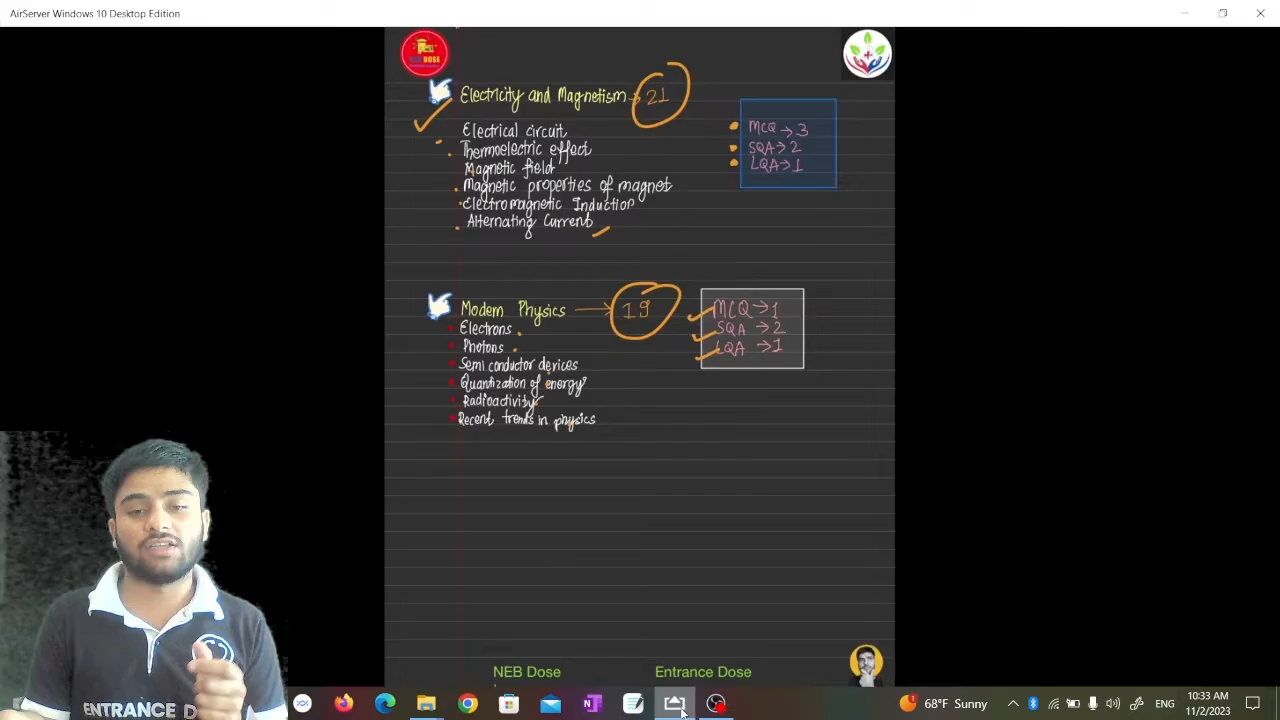 AirServer Windows 10 Desktop Edition
NEB DOSE
Electricity and Magnetism → 21
Electrical circuit
Thermoelectric effect
Magnetic field
Magnetic properties of magnet
Electromagnetic Induction
Alternating Current
MCQ → 3
SQA → 2
LQA → 1
Modern Physics → 19
Electrons
Photons
Semi conductor devices
Quantization of energy
Radioactivity
Recent trends in physics
MCQ → 1
SQA → 2
LQA → 1
ENTRANCE D
NEB Dose
Entrance Dose
68°F Sunny
ENG
10:33 AM
11/2/2023